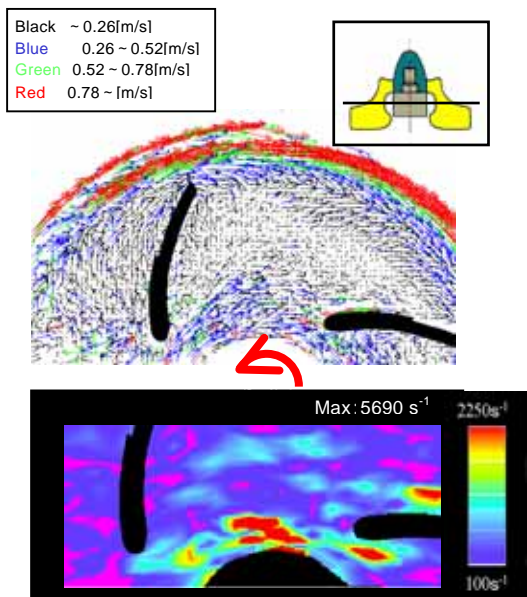 Black ~ 0.26[m/s]
Blue 0.26 ~ 0.52[m/s]
Green 0.52 ~ 0.78[m/s]
Red 0.78 ~ [m/s]
Max:5690 s⁻¹
2250s⁻¹
100s⁻¹